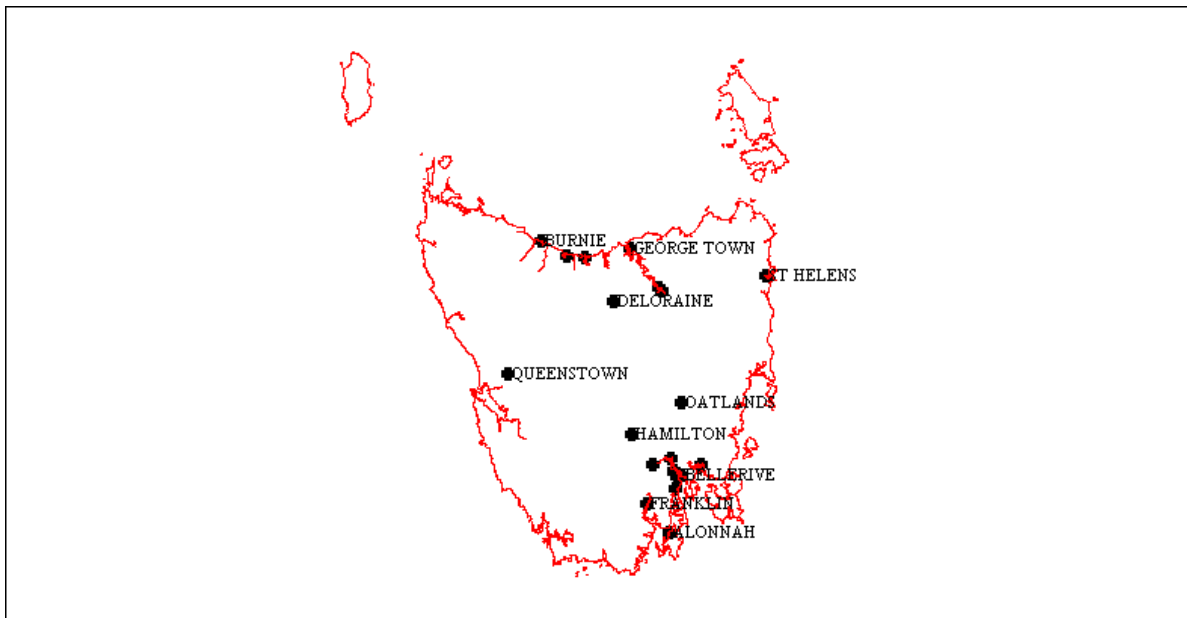 BURNIE
GEORGE TOWN
ST HELENS
DELORAINE
QUEENSTOWN
OATLANDS
HAMILTON
BELLERIVE
FRANKLIN
ALONNAH